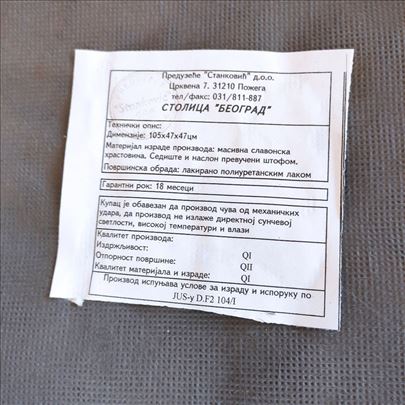 Предузеће "Станковић" д.о.о.
Црквена 7. 31210 Пожега
тел/факс: 031/811-887
СТОЛИЦА "БЕОГРАД"
Технички опис:
Димензије: 105x47x47цм
Материјал израде производа: масивна славонска
храстовина. Седиште и наслон превучени штофом.
Површинска обрада: лакирано полиуретанским лаком
Гарантни рок: 18 месеци
Купац је обавезан да производ чува од механичких
удара, да производ не излаже директној сунчевој
светлости, високој температури и влази
Квалитет производа:
Издржљивост: QI
Отпорност површине: QII
Квалитет материјала и израде: QI
Производ испуњава услове за израду и испоруку по
JUS-у D.F2 104/I